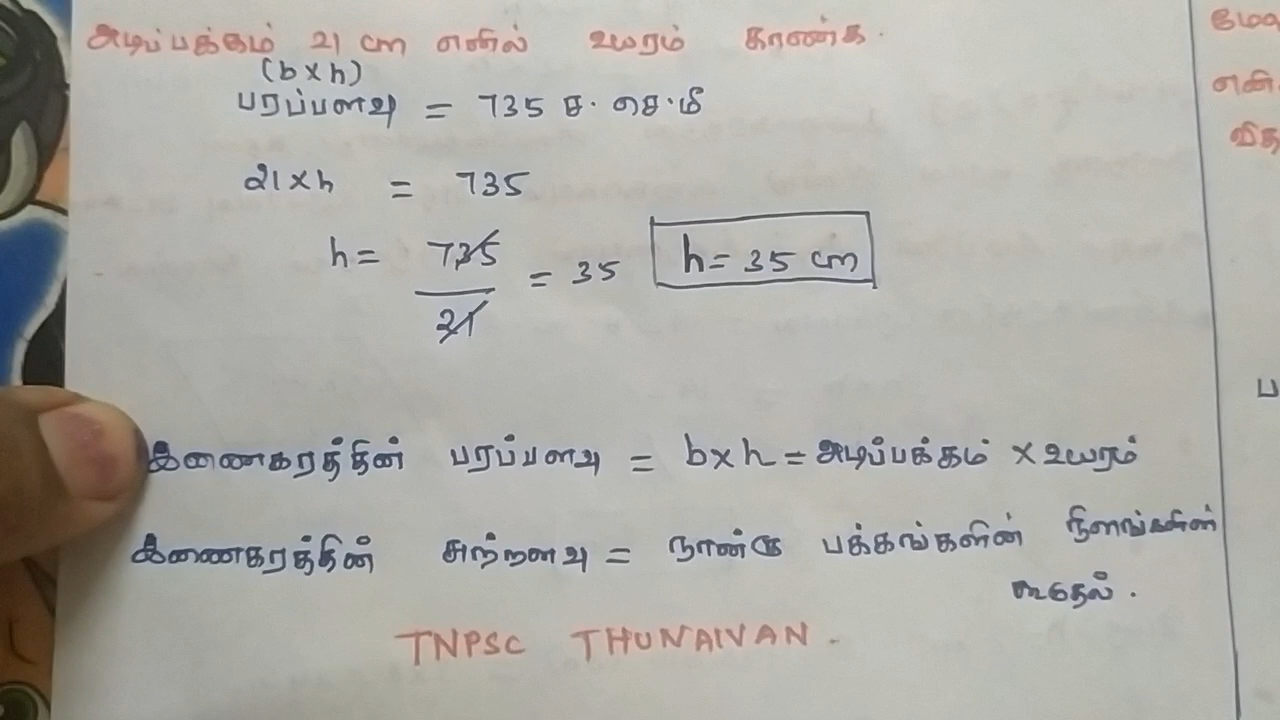 அடிப்பக்கம் 21 cm எனில் உயரம் காண்க.
(b x h)
பரப்பளவு = 735 ச. செ.மீ
21 x h = 735
h = 735 / 21 = 35
h = 35 cm
இணைகரத்தின் பரப்பளவு = b x h = அடிப்பக்கம் x உயரம்
இணைகரத்தின் சுற்றளவு = நான்கு பக்கங்களின் நீளங்களின்
கூடுதல்.
TNPSC THUNAIVAN.
எனி
ப